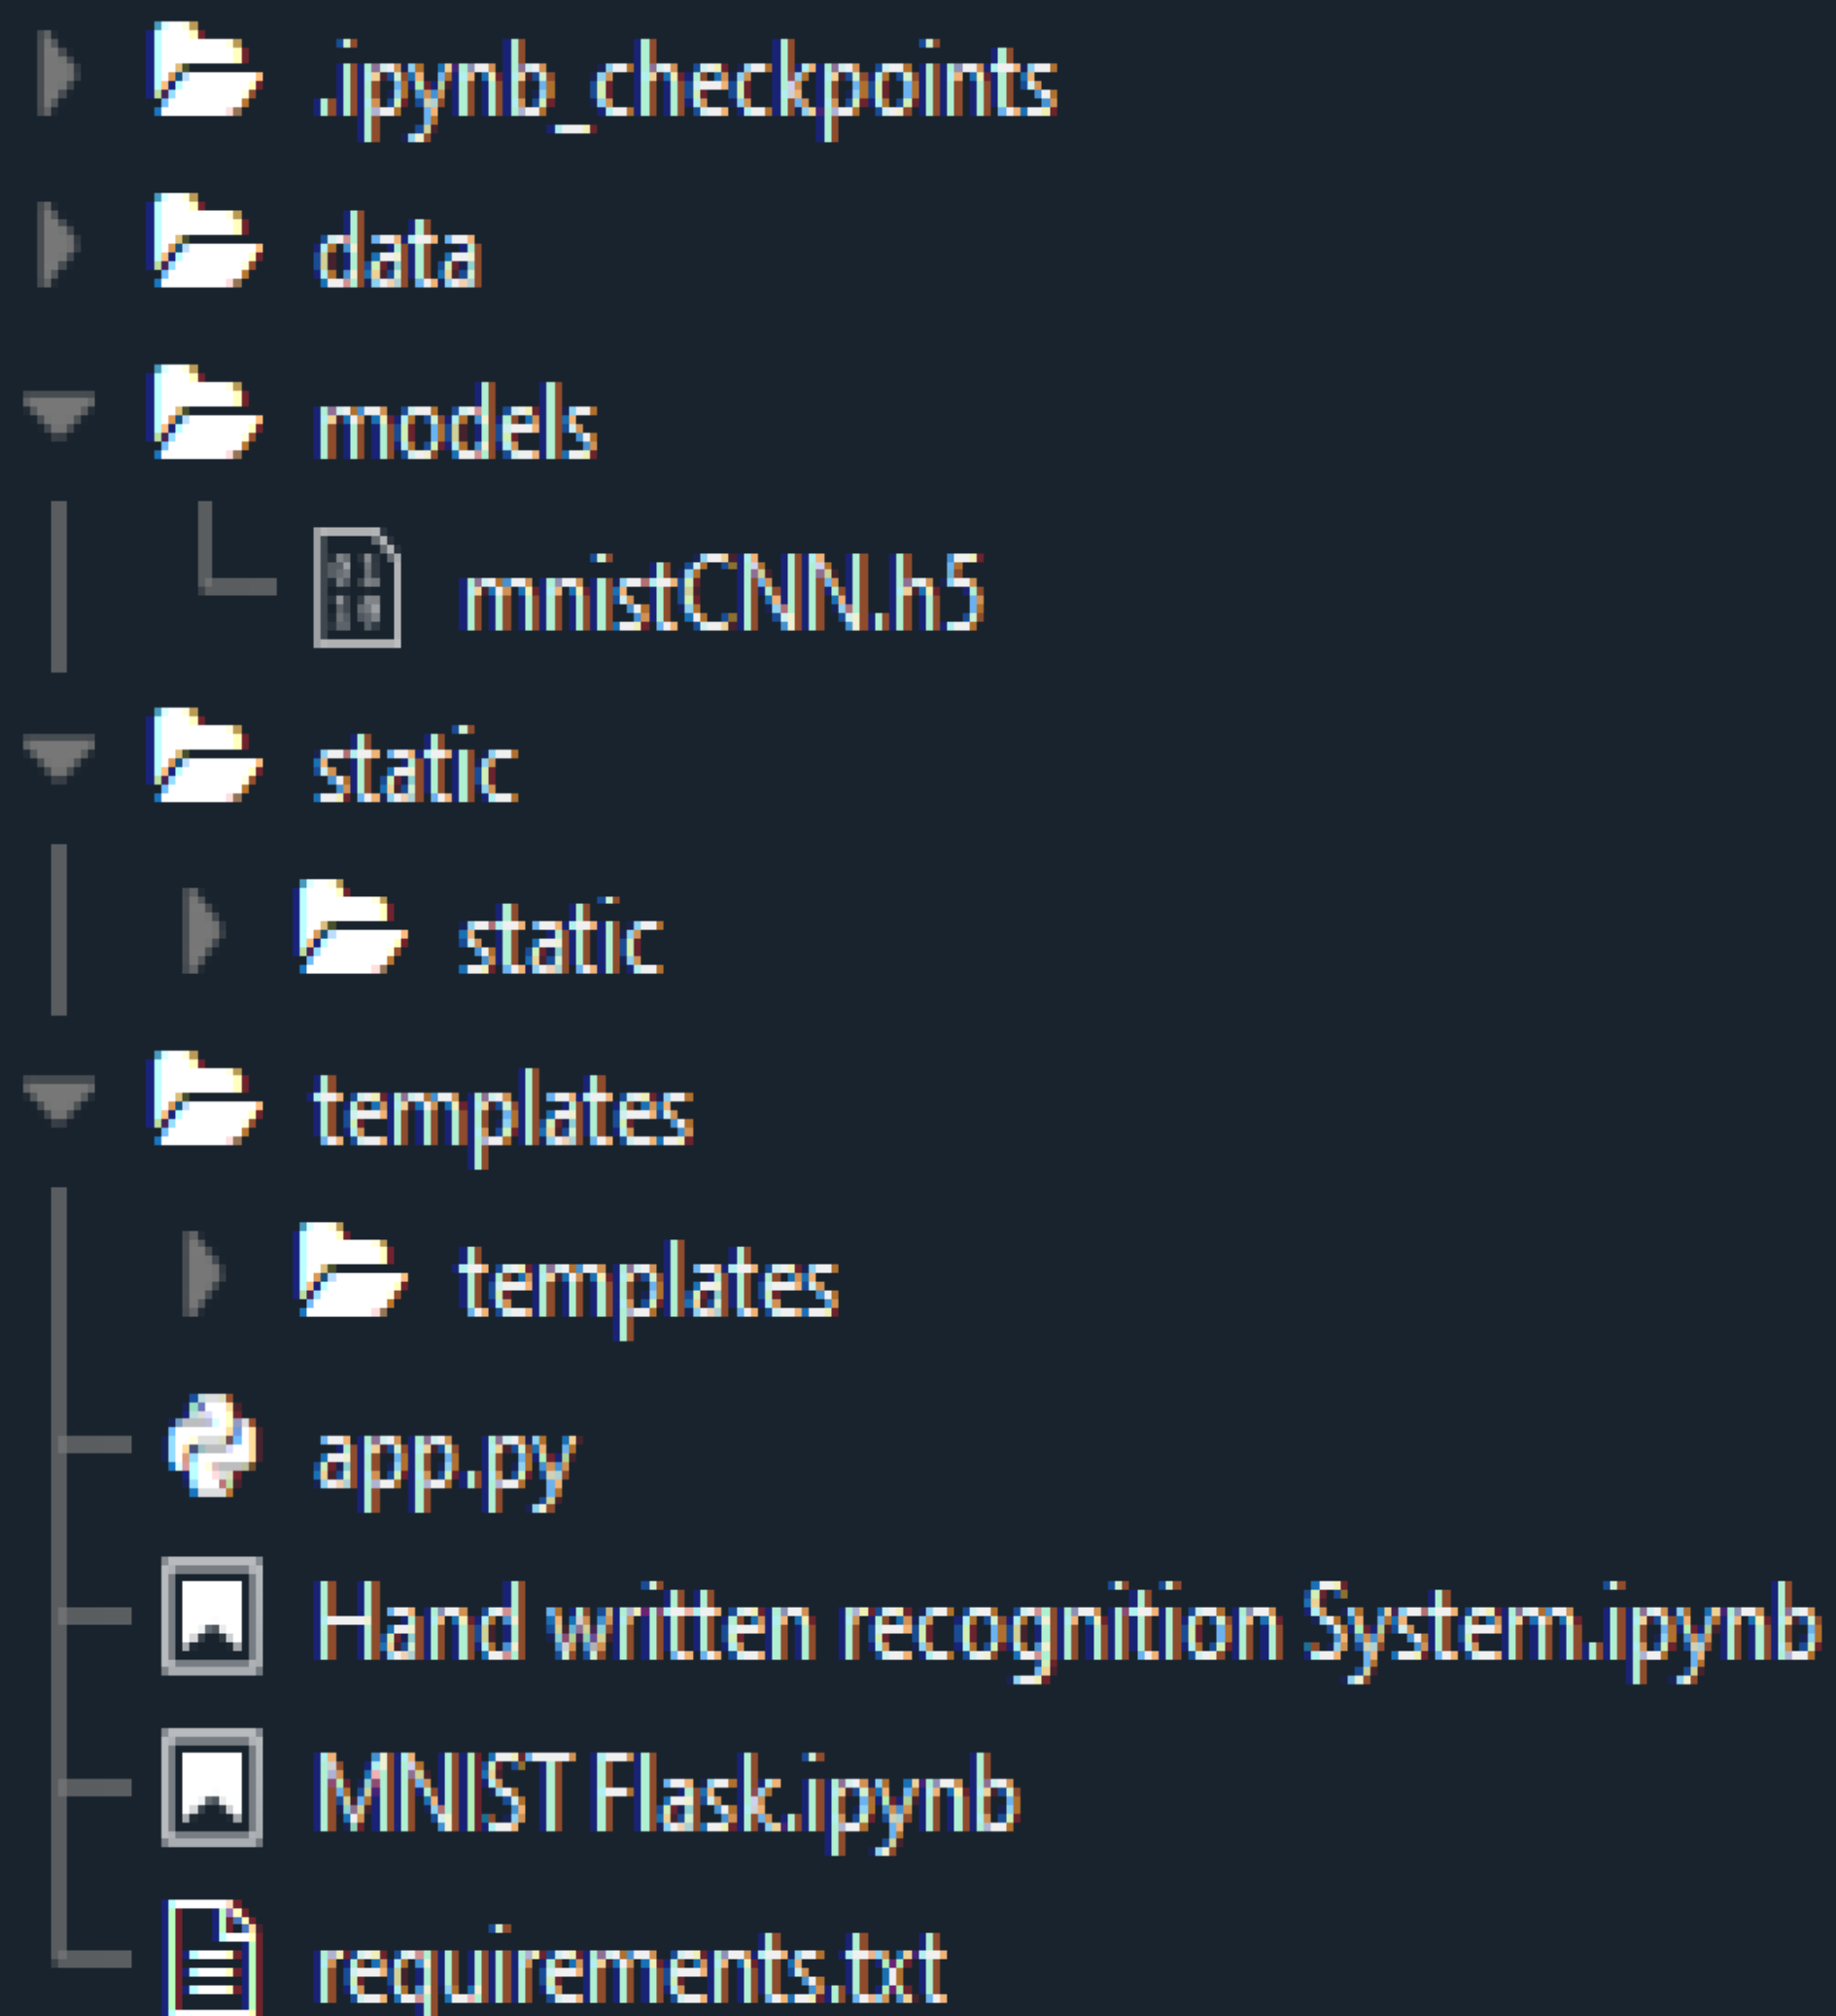 .ipynb_checkpoints
data
models
mnistCNN.h5
static
static
templates
templates
app.py
Hand written recognition System.ipynb
MNIST Flask.ipynb
requirements.txt